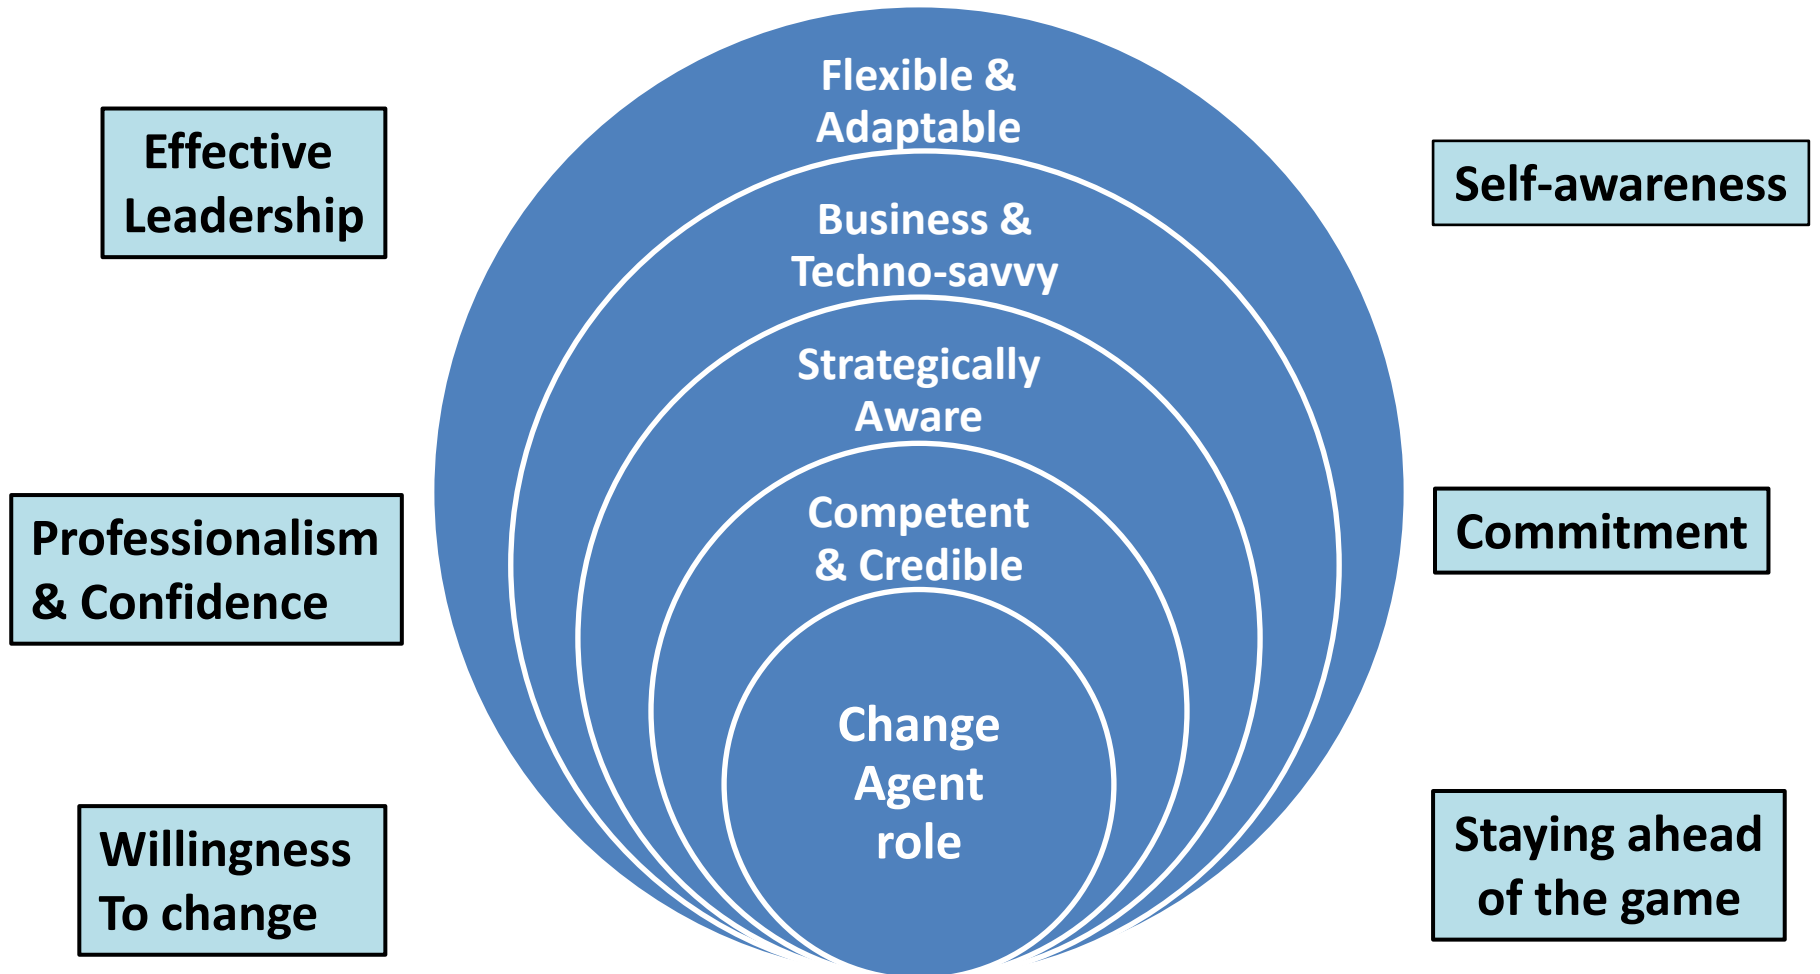 Flexible &
Adaptable
Business &
Techno-savvy
Strategically
Aware
Competent
& Credible
Change
Agent
role
Effective
Leadership
Professionalism
& Confidence
Willingness
To change
Self-awareness
Commitment
Staying ahead
of the game